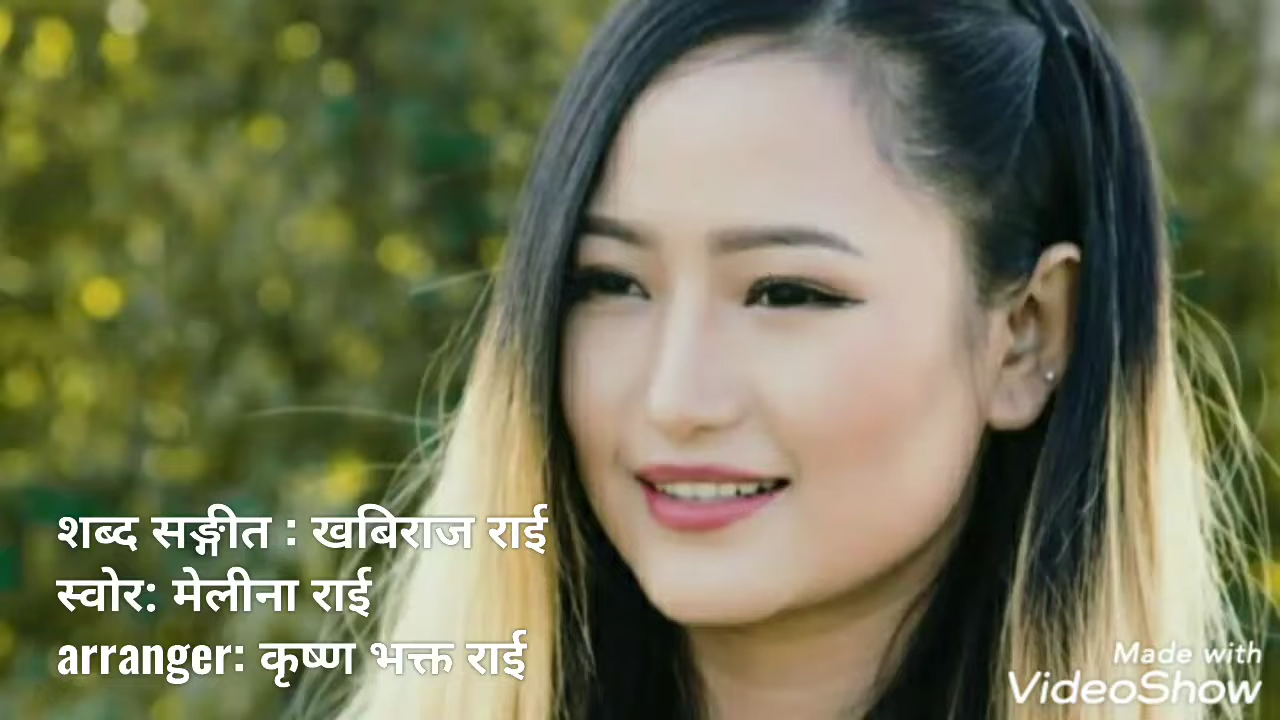 शब्द सङ्गीत : खबिराज राई
स्वोर: मेलीना राई
arranger: कृष्ण भक्त राई
Made with
VideoShow